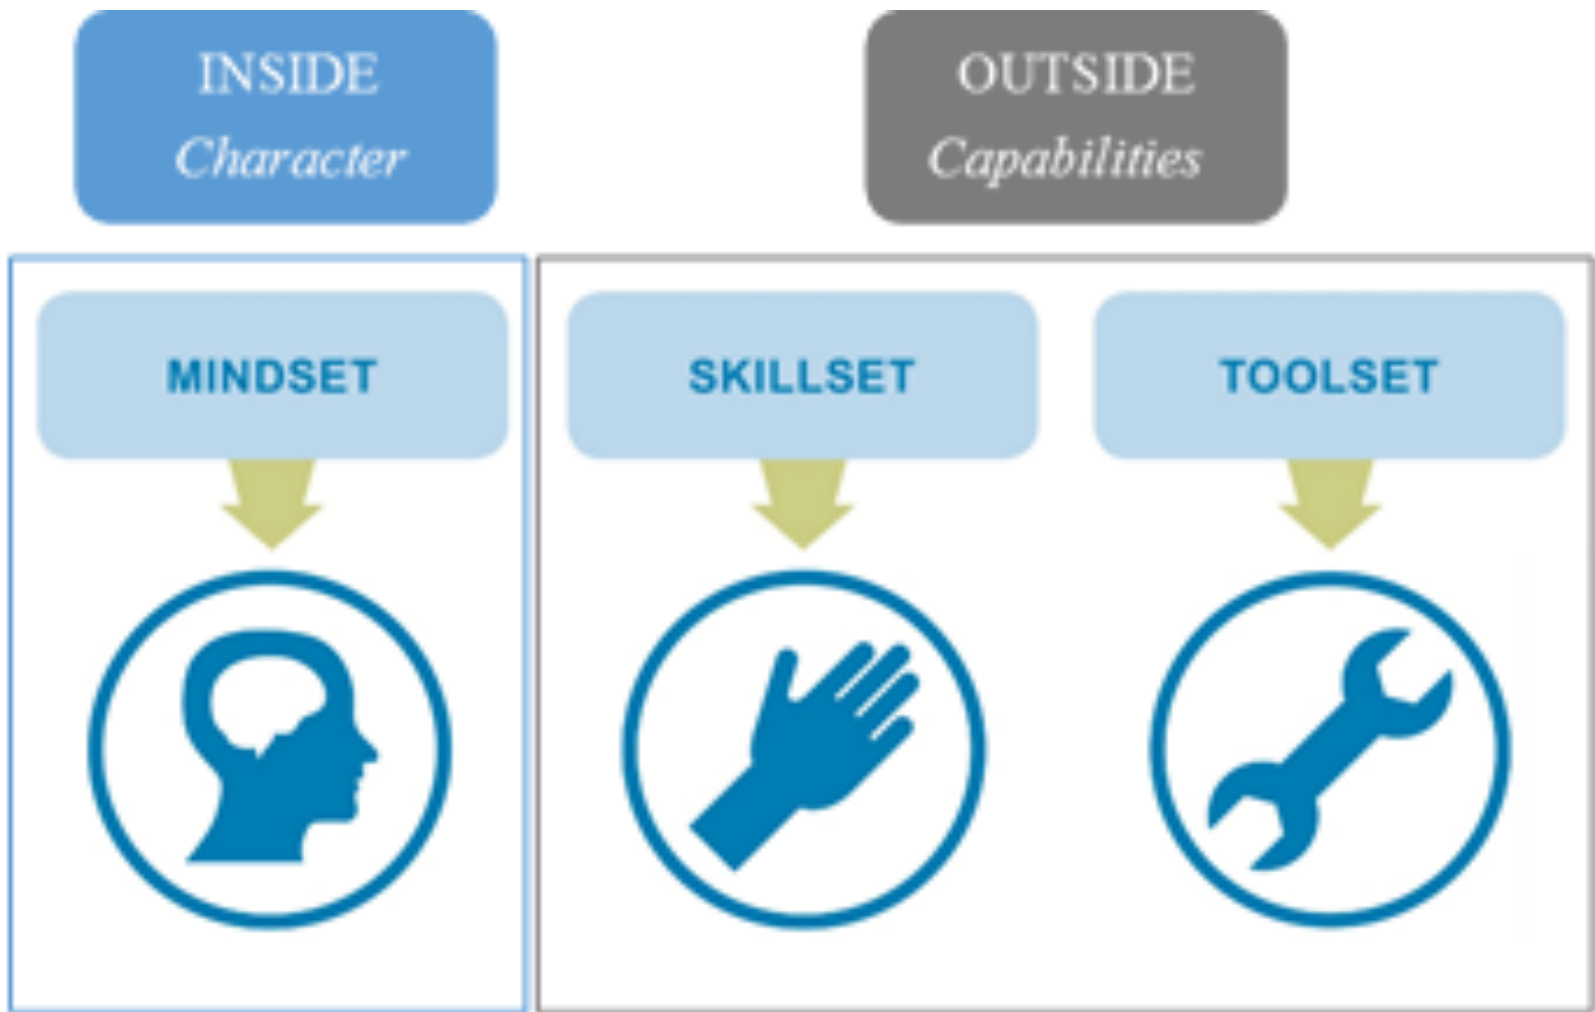 INSIDE
Character
OUTSIDE
Capabilities
MINDSET
SKILLSET
TOOLSET